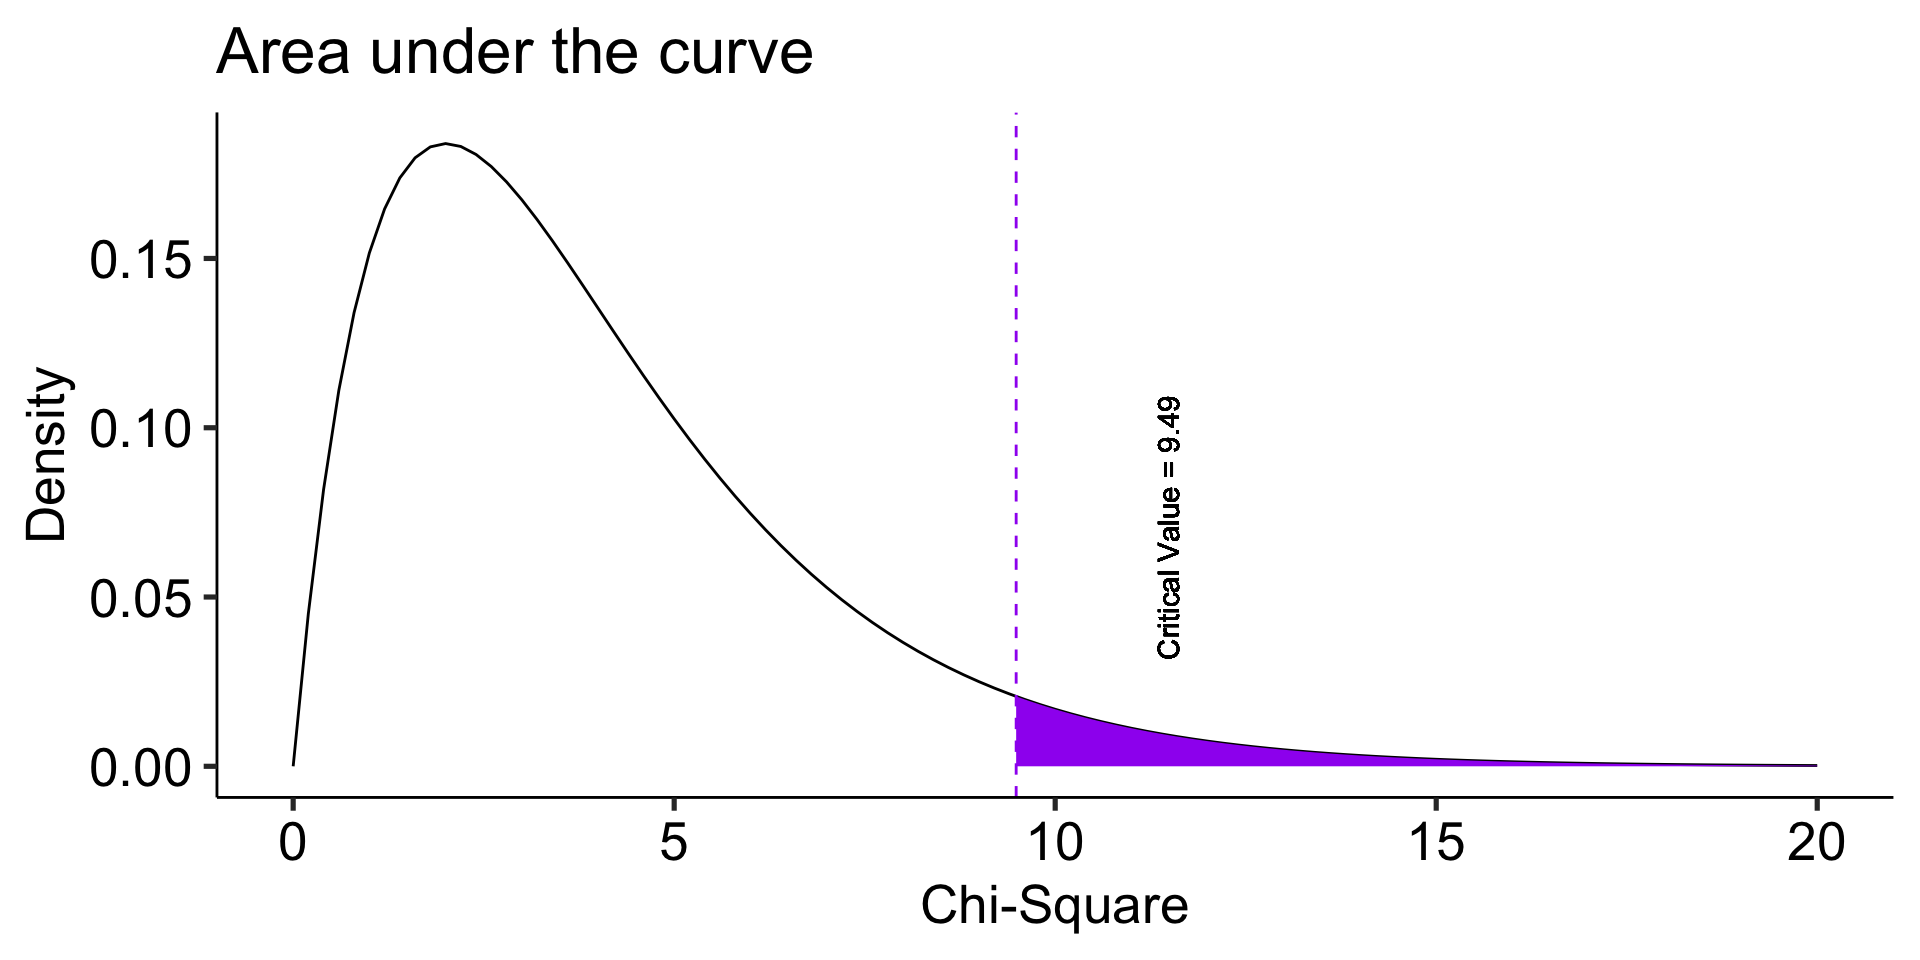 Area under the curve
Density
0.15
0.10
0.05
0.00
Critical Value = 9.49
0 5 10 15 20
Chi-Square